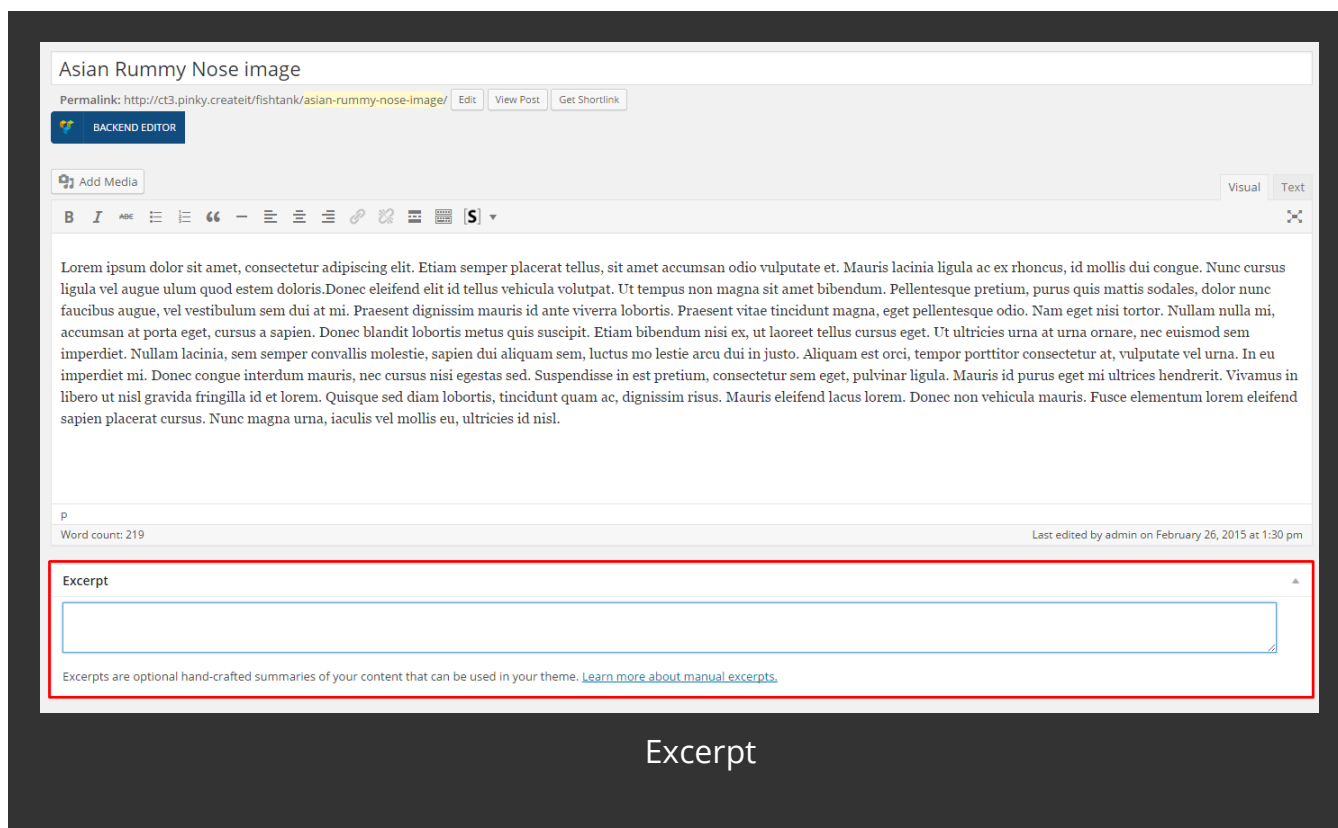 Asian Rummy Nose image
Permalink: http://ct3.pinky.createit/fishtank/asian-rummy-nose-image/ Edit View Post Get Shortlink
BACKEND EDITOR
Add Media
Visual Text
B I ABC [S]
Lorem ipsum dolor sit amet, consectetur adipiscing elit. Etiam semper placerat tellus, sit amet accumsan odio vulputate et. Mauris lacinia ligula ac ex rhoncus, id mollis dui congue. Nunc cursus
ligula vel augue ulum quod estem doloris.Donec eleifend elit id tellus vehicula volutpat. Ut tempus non magna sit amet bibendum. Pellentesque pretium, purus quis mattis sodales, dolor nunc
faucibus augue, vel vestibulum sem dui at mi. Praesent dignissim mauris id ante viverra lobortis. Praesent vitae tincidunt magna, eget pellentesque odio. Nam eget nisi tortor. Nullam nulla mi,
accumsan at porta eget, cursus a sapien. Donec blandit lobortis metus quis suscipit. Etiam bibendum nisi ex, ut laoreet tellus cursus eget. Ut ultricies urna at urna ornare, nec euismod sem
imperdiet. Nullam lacinia, sem semper convallis molestie, sapien dui aliquam sem, luctus mo lestie arcu dui in justo. Aliquam est orci, tempor porttitor consectetur at, vulputate vel urna. In eu
imperdiet mi. Donec congue interdum mauris, nec cursus nisi egestas sed. Suspendisse in est pretium, consectetur sem eget, pulvinar ligula. Mauris id purus eget mi ultrices hendrerit. Vivamus in
libero ut nisl gravida fringilla id et lorem. Quisque sed diam lobortis, tincidunt quam ac, dignissim risus. Mauris eleifend lacus lorem. Donec non vehicula mauris. Fusce elementum lorem eleifend
sapien placerat cursus. Nunc magna urna, iaculis vel mollis eu, ultricies id nisl.
p
Word count: 219 Last edited by admin on February 26, 2015 at 1:30 pm
Excerpt
Excerpts are optional hand-crafted summaries of your content that can be used in your theme. Learn more about manual excerpts.
Excerpt